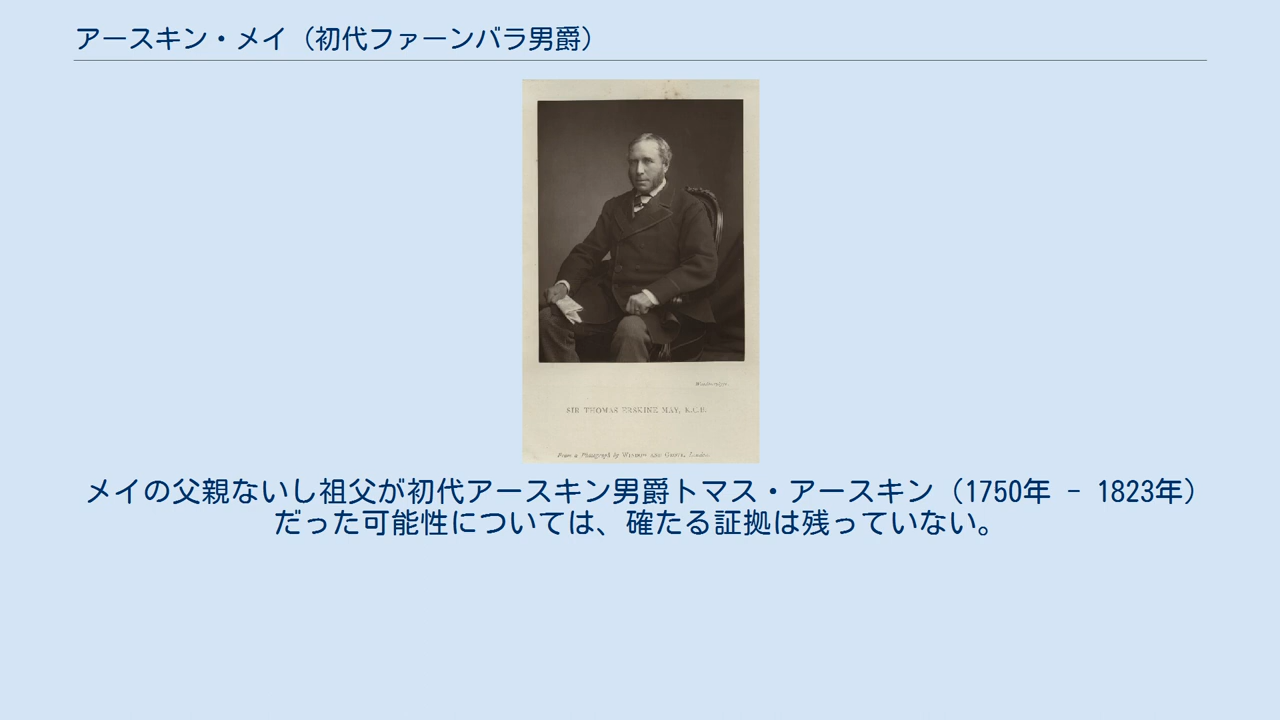 アースキン・メイ（初代ファーンバラ男爵）
SIR THOMAS ERSKINE MAY, K.C.B.
From a Photograph by WINDOW AND GROVE, London
メイの父親ないし祖父が初代アースキン男爵トマス・アースキン（1750年 - 1823年）
だった可能性については、確たる証拠は残っていない。